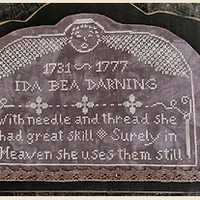 1731 ~ 1777
IDA BEA DARNING
With needle and thread she
had great skill ❖ Surely in
Heaven she uses them still